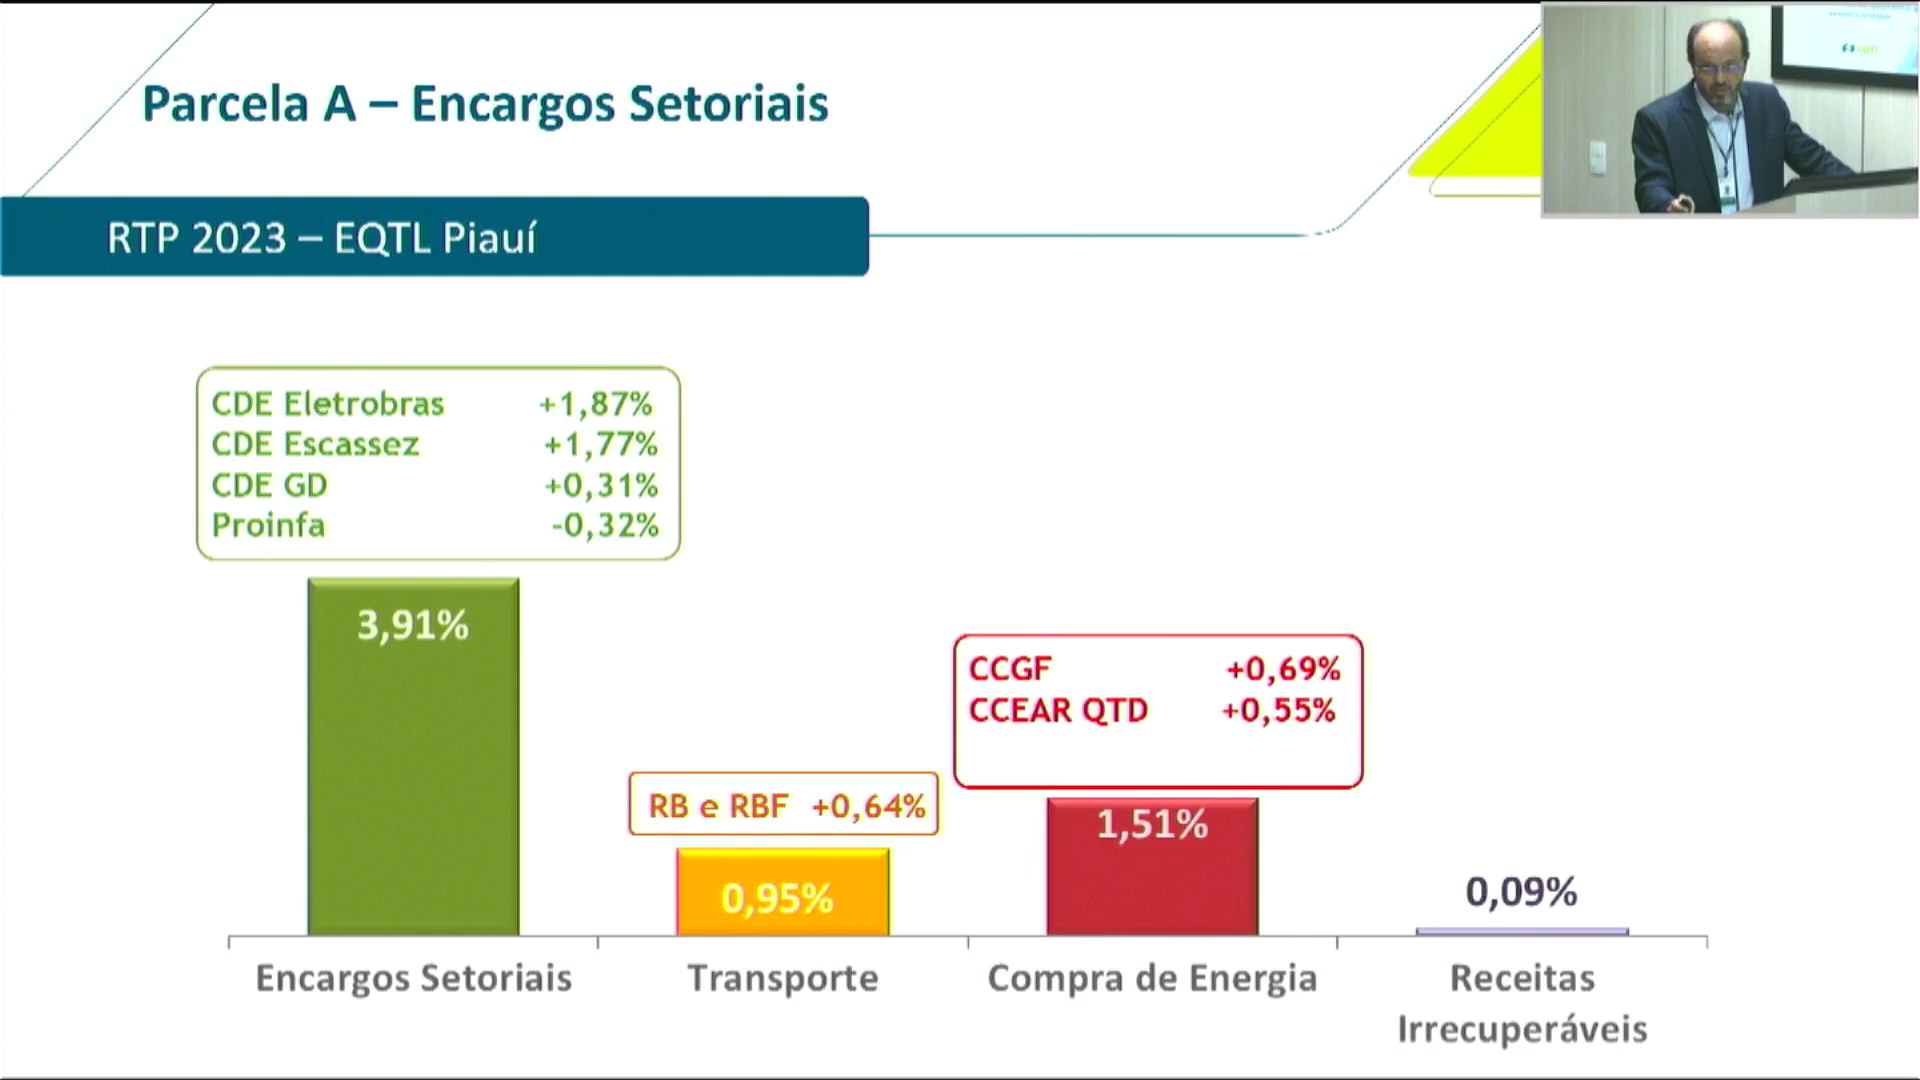 Parcela A – Encargos Setoriais
RTP 2023 – EQTL Piauí
CDE Eletrobras +1,87%
CDE Escassez +1,77%
CDE GD +0,31%
Proinfa -0,32%
3,91%
CCGF +0,69%
CCEAR QTD +0,55%
RB e RBF +0,64%
1,51%
0,95%
0,09%
Encargos Setoriais
Transporte
Compra de Energia
Receitas
Irrecuperáveis